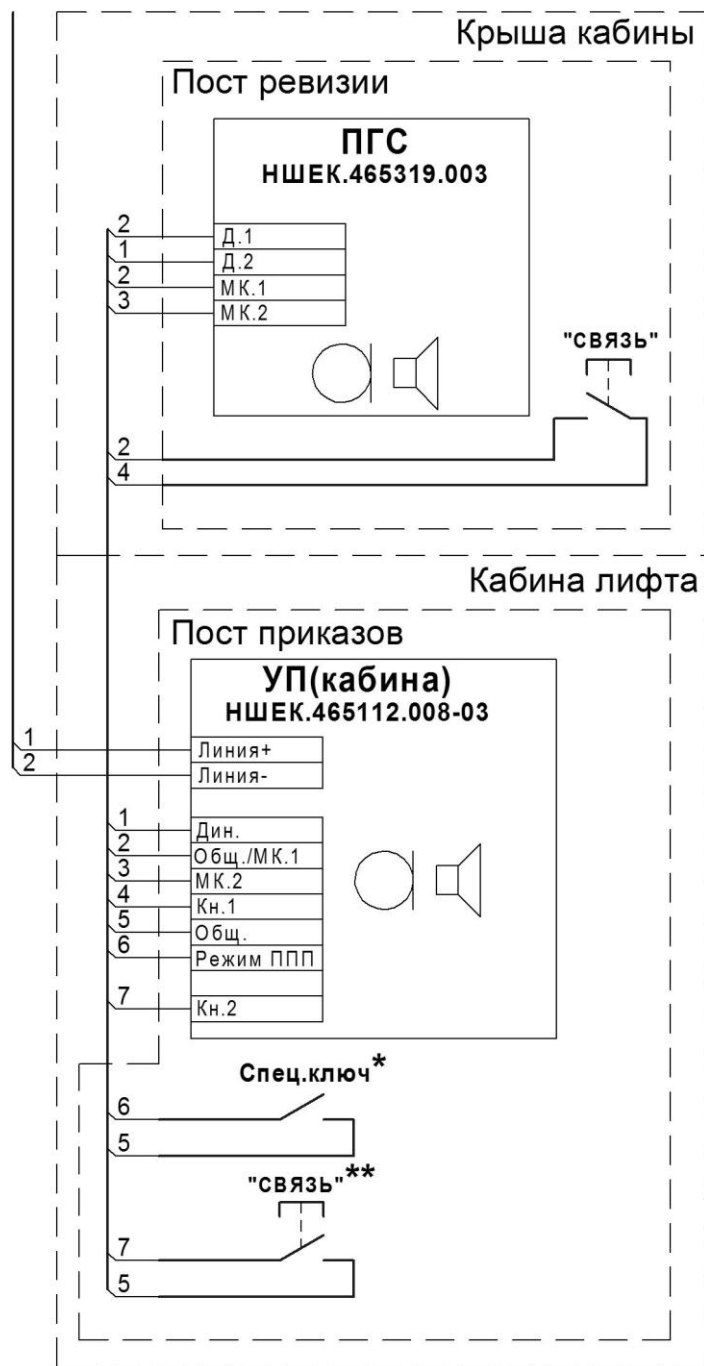 Крыша кабины
Пост ревизии
ПГС
НШЕК.465319.003
2 Д.1
1 Д.2
2 МК.1
3 МК.2
"СВЯЗЬ"
2
4
Кабина лифта
Пост приказов
УП(кабина)
НШЕК.465112.008-03
1 Линия+
2 Линия-
1 Дин.
2 Общ./МК.1
3 МК.2
4 Кн.1
5 Общ.
6 Режим ППП
7 Кн.2
Спец.ключ*
6
5
"СВЯЗЬ"**
7
5